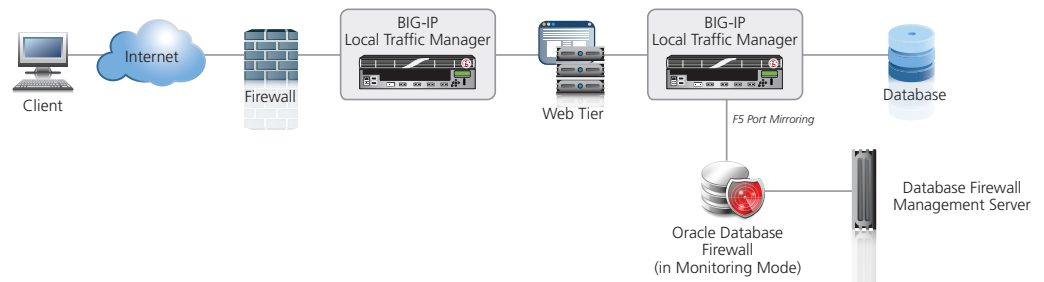 BIG-IP
Local Traffic Manager
BIG-IP
Local Traffic Manager
Internet
Client
Firewall
Web Tier
Database
F5 Port Mirroring
Database Firewall
Management Server
Oracle Database
Firewall
(in Monitoring Mode)